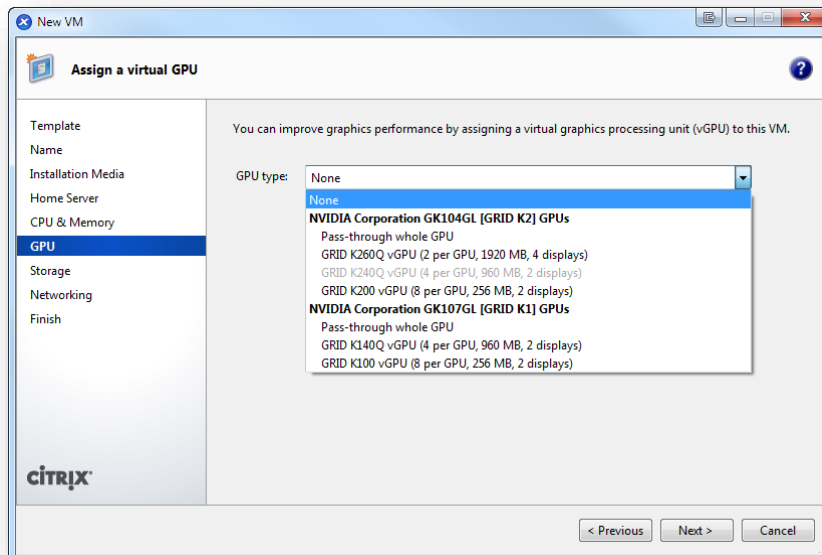 New VM
Assign a virtual GPU
?
Template
Name
Installation Media
Home Server
CPU & Memory
GPU
Storage
Networking
Finish
You can improve graphics performance by assigning a virtual graphics processing unit (vGPU) to this VM.
GPU type: None
None
NVIDIA Corporation GK104GL [GRID K2] GPUs
Pass-through whole GPU
GRID K260Q vGPU (2 per GPU, 1920 MB, 4 displays)
GRID K240Q vGPU (4 per GPU, 960 MB, 2 displays)
GRID K200 vGPU (8 per GPU, 256 MB, 2 displays)
NVIDIA Corporation GK107GL [GRID K1] GPUs
Pass-through whole GPU
GRID K140Q vGPU (4 per GPU, 960 MB, 2 displays)
GRID K100 vGPU (8 per GPU, 256 MB, 2 displays)
CİTRIX
< Previous
Next >
Cancel